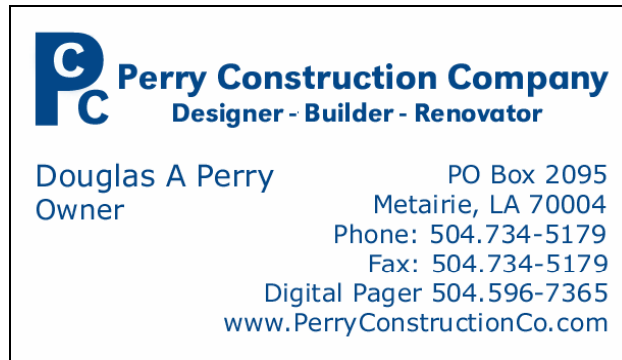 PCC
Perry Construction Company
Designer - Builder - Renovator
Douglas A Perry
Owner
PO Box 2095
Metairie, LA 70004
Phone: 504.734-5179
Fax: 504.734-5179
Digital Pager 504.596-7365
www.PerryConstructionCo.com